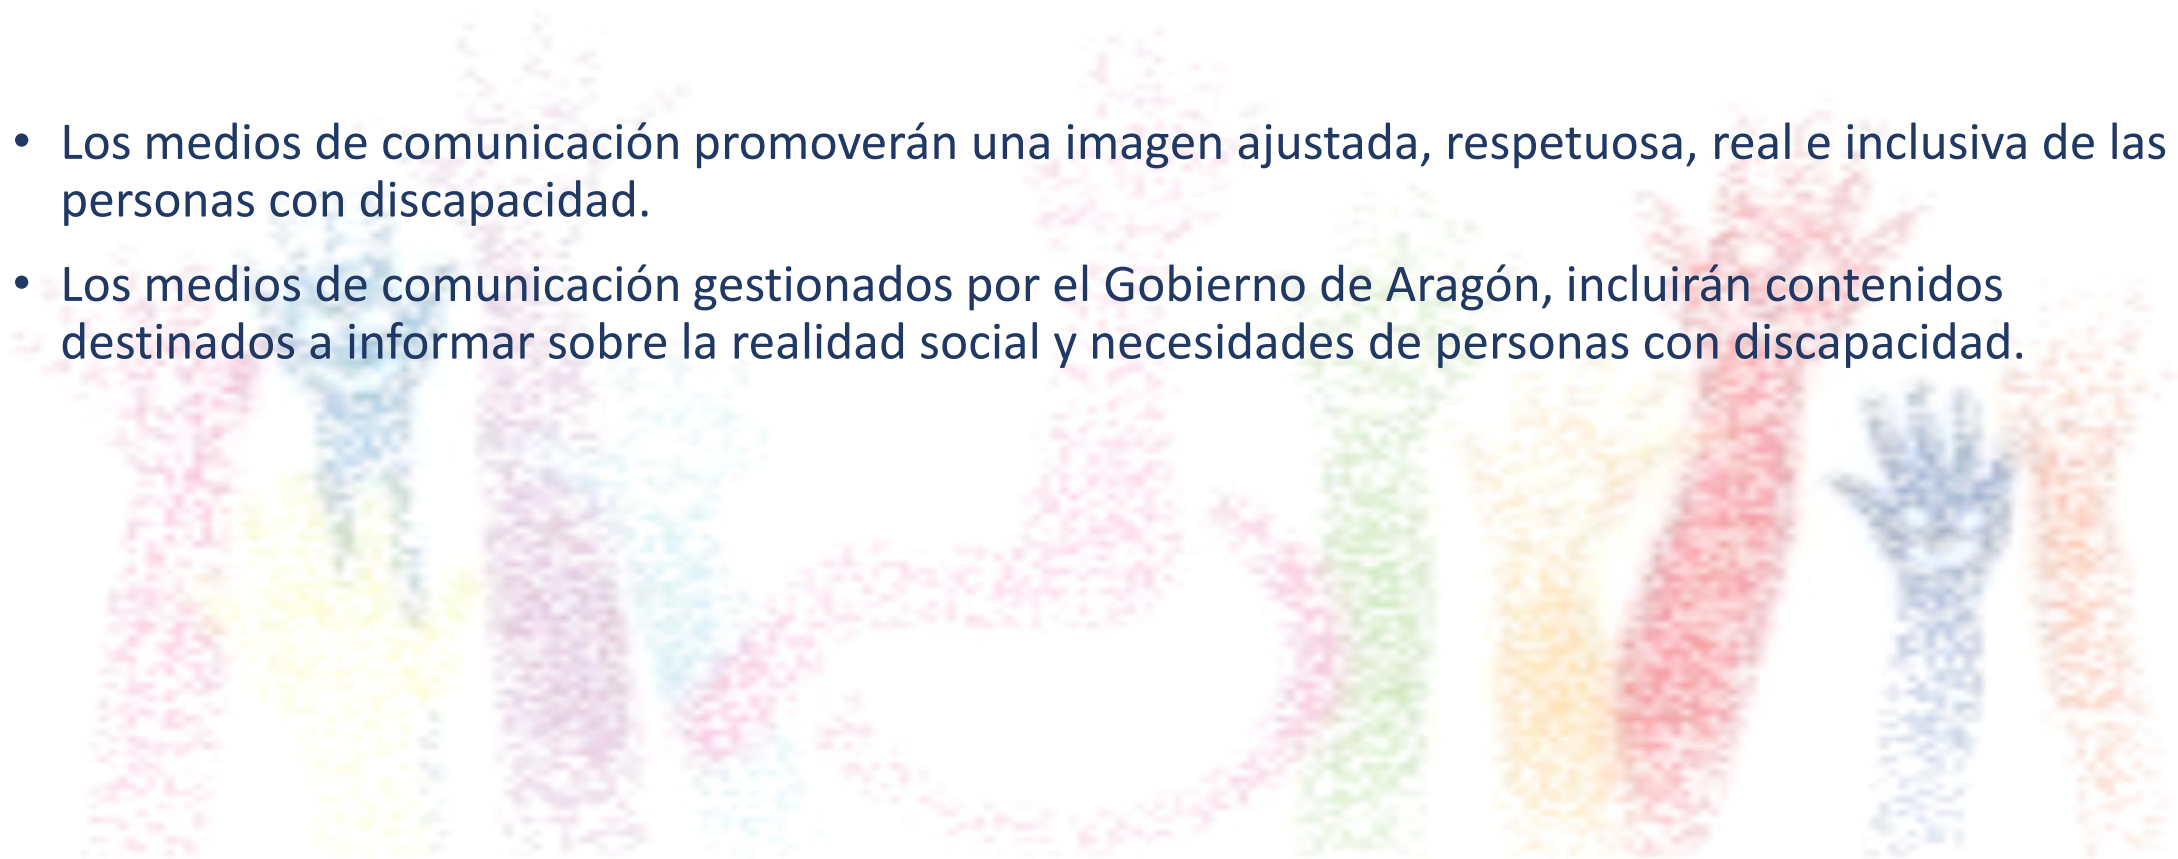 • Los medios de comunicación promoverán una imagen ajustada, respetuosa, real e inclusiva de las
personas con discapacidad.
• Los medios de comunicación gestionados por el Gobierno de Aragón, incluirán contenidos
destinados a informar sobre la realidad social y necesidades de personas con discapacidad.